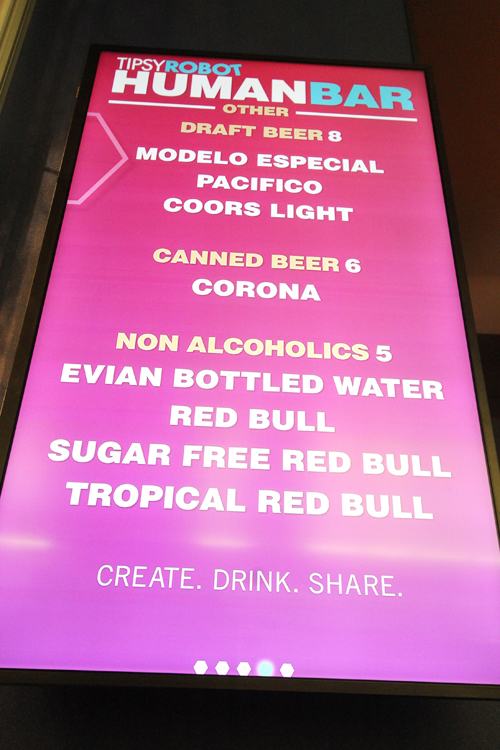 TIPSYROBOT
HUMANBAR
OTHER
DRAFT BEER 8
MODELO ESPECIAL
PACIFICO
COORS LIGHT
CANNED BEER 6
CORONA
NON ALCOHOLICS 5
EVIAN BOTTLED WATER
RED BULL
SUGAR FREE RED BULL
TROPICAL RED BULL
CREATE. DRINK. SHARE.